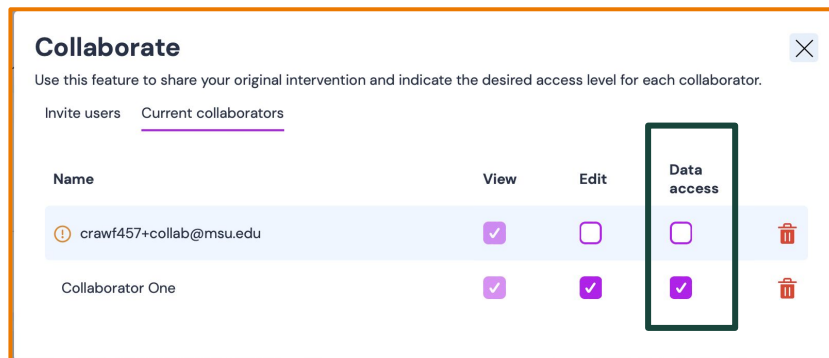 Collaborate
Use this feature to share your original intervention and indicate the desired access level for each collaborator.
Invite users Current collaborators
Name View Edit Data access
crawf457+collab@msu.edu
Collaborator One